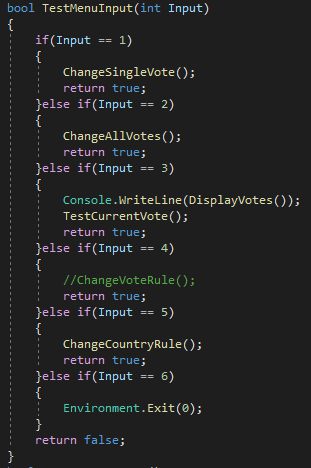 bool TestMenuInput(int Input)
{
if(Input == 1)
{
ChangeSingleVote();
return true;
}else if(Input == 2)
{
ChangeAllVotes();
return true;
}else if(Input == 3)
{
Console.WriteLine(DisplayVotes());
TestCurrentVote();
return true;
}else if(Input == 4)
{
//ChangeVoteRule();
return true;
}else if(Input == 5)
{
ChangeCountryRule();
return true;
}else if(Input == 6)
{
Environment.Exit(0);
}
return false;
}